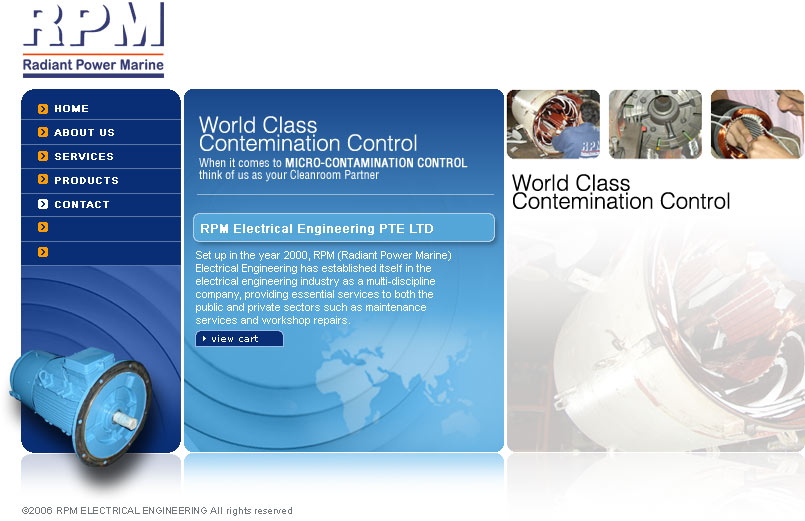 RPM
Radiant Power Marine
HOME
ABOUT US
SERVICES
PRODUCTS
CONTACT
World Class
Contemination Control
When it comes to MICRO-CONTAMINATION CONTROL
think of us as your Cleanroom Partner
RPM Electrical Engineering PTE LTD
Set up in the year 2000, RPM (Radiant Power Marine)
Electrical Engineering has established itself in the
electrical engineering industry as a multi-discipline
company, providing essential services to both the
public and private sectors such as maintenance
services and workshop repairs.
view cart
RPM
World Class
Contemination Control
©2006 RPM ELECTRICAL ENGINEERING All rights reserved